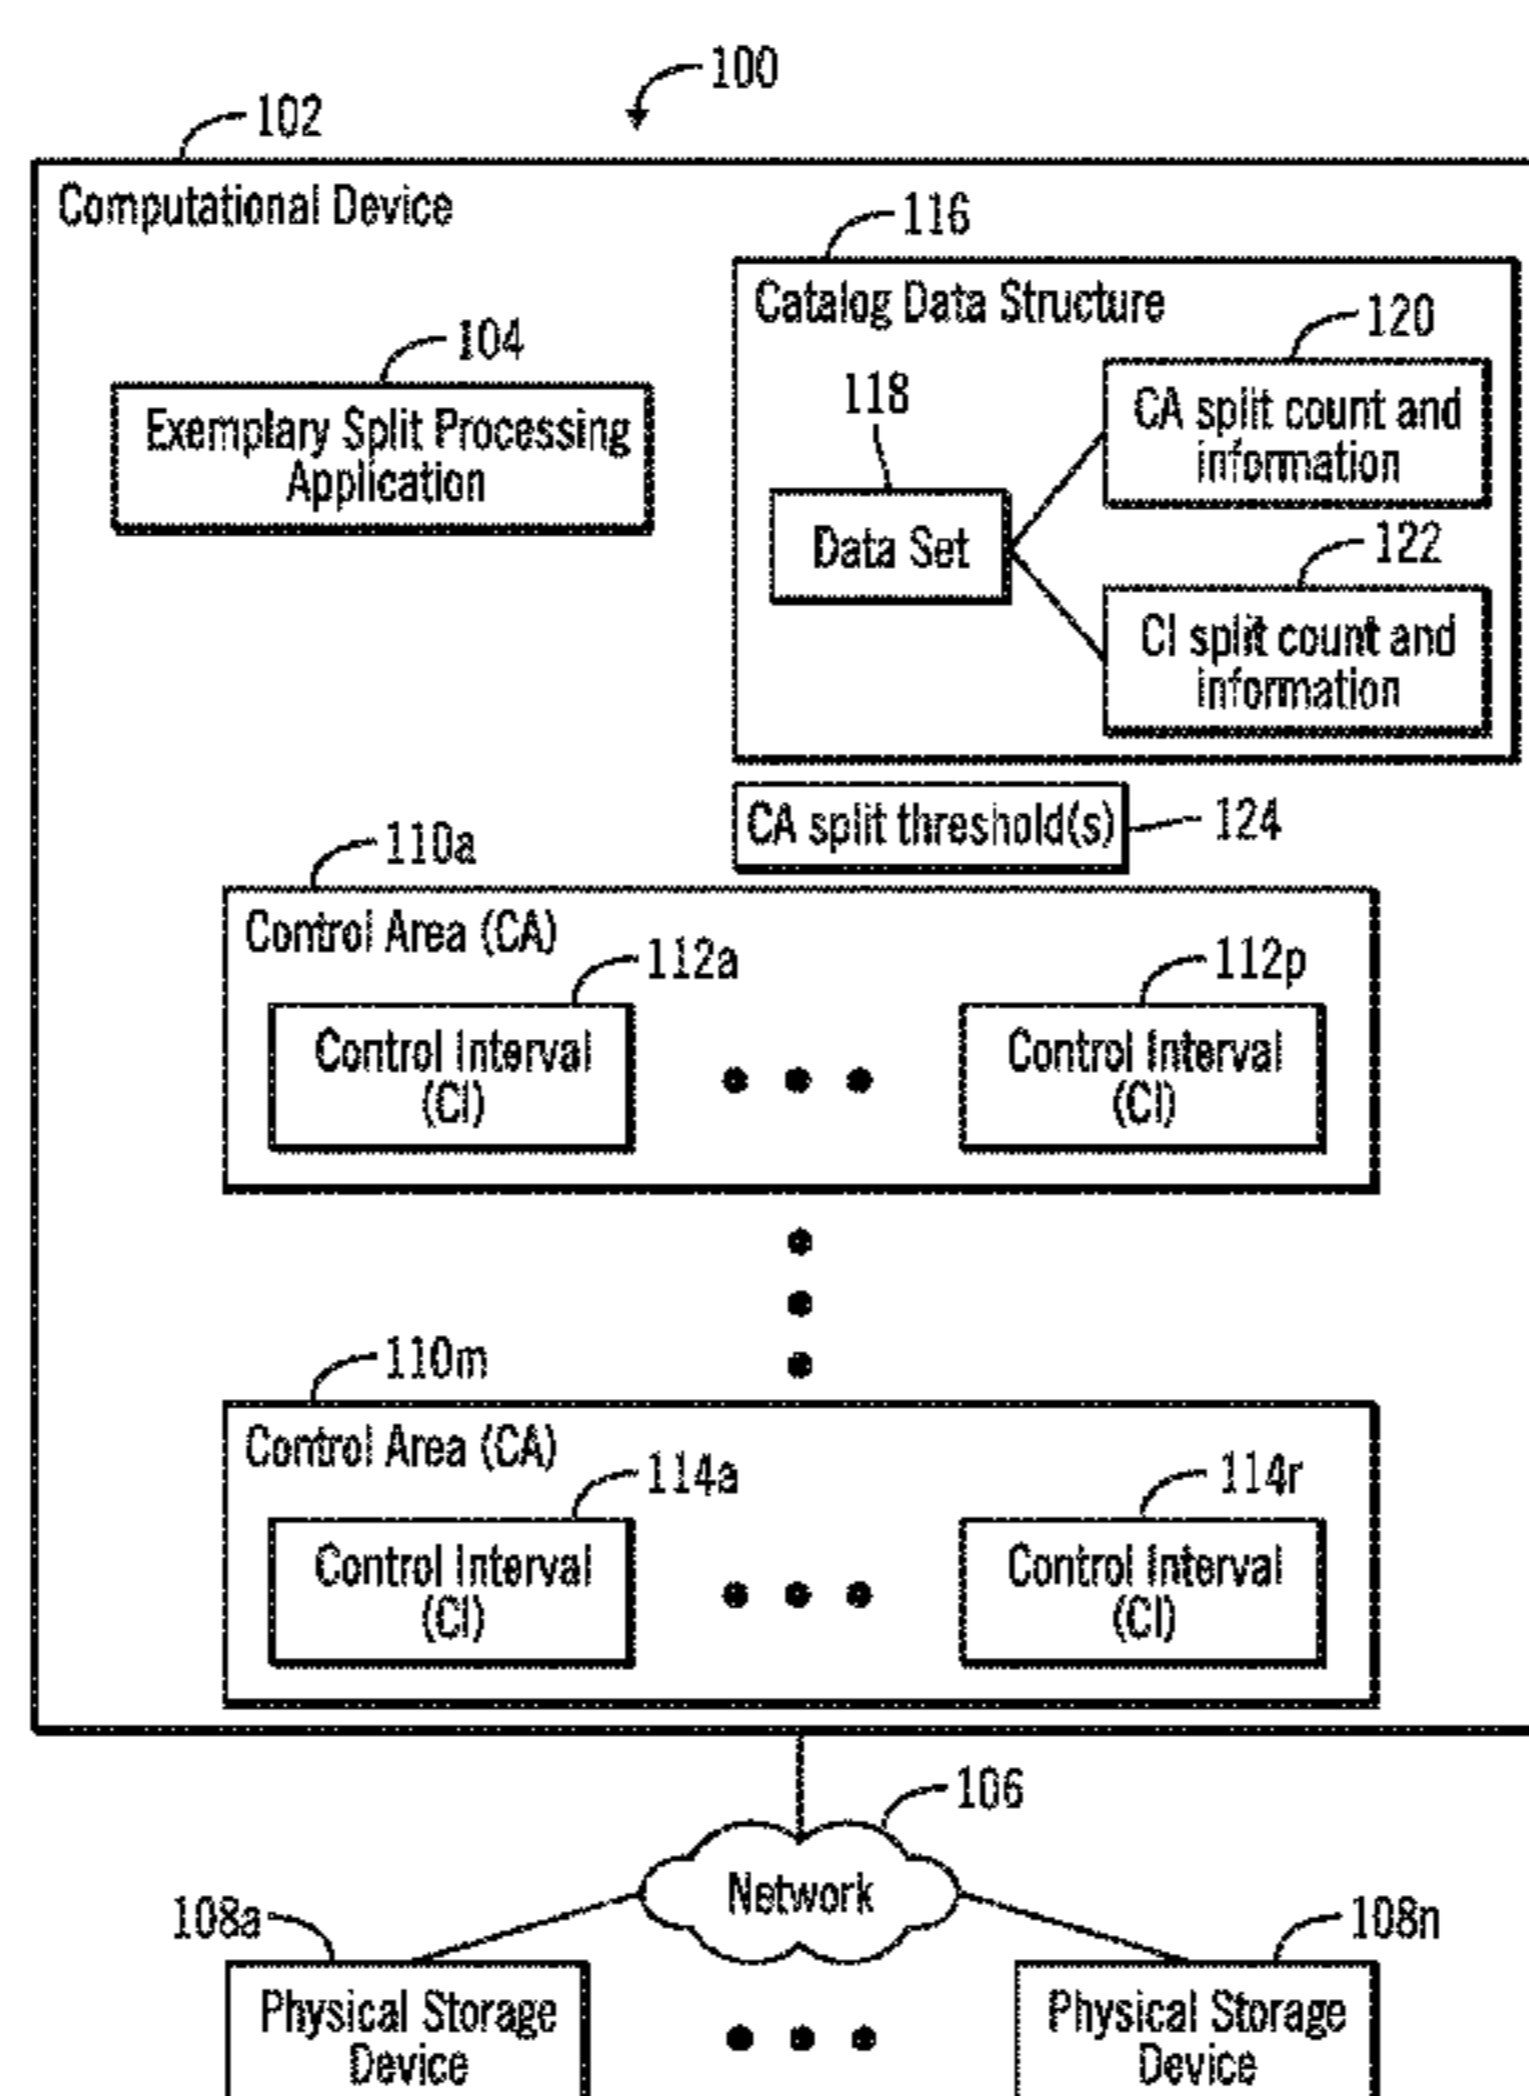 100
102
Computational Device
116
Catalog Data Structure
120
104
118
CA split count and
information
Exemplary Split Processing
Application
Data Set
122
CI split count and
information
CA split threshold(s)
124
110a
Control Area (CA)
112a
112p
Control Interval
(CI)
Control Interval
(CI)
110m
Control Area (CA)
114a
114r
Control Interval
(CI)
Control Interval
(CI)
106
Network
108a
108n
Physical Storage
Device
Physical Storage
Device